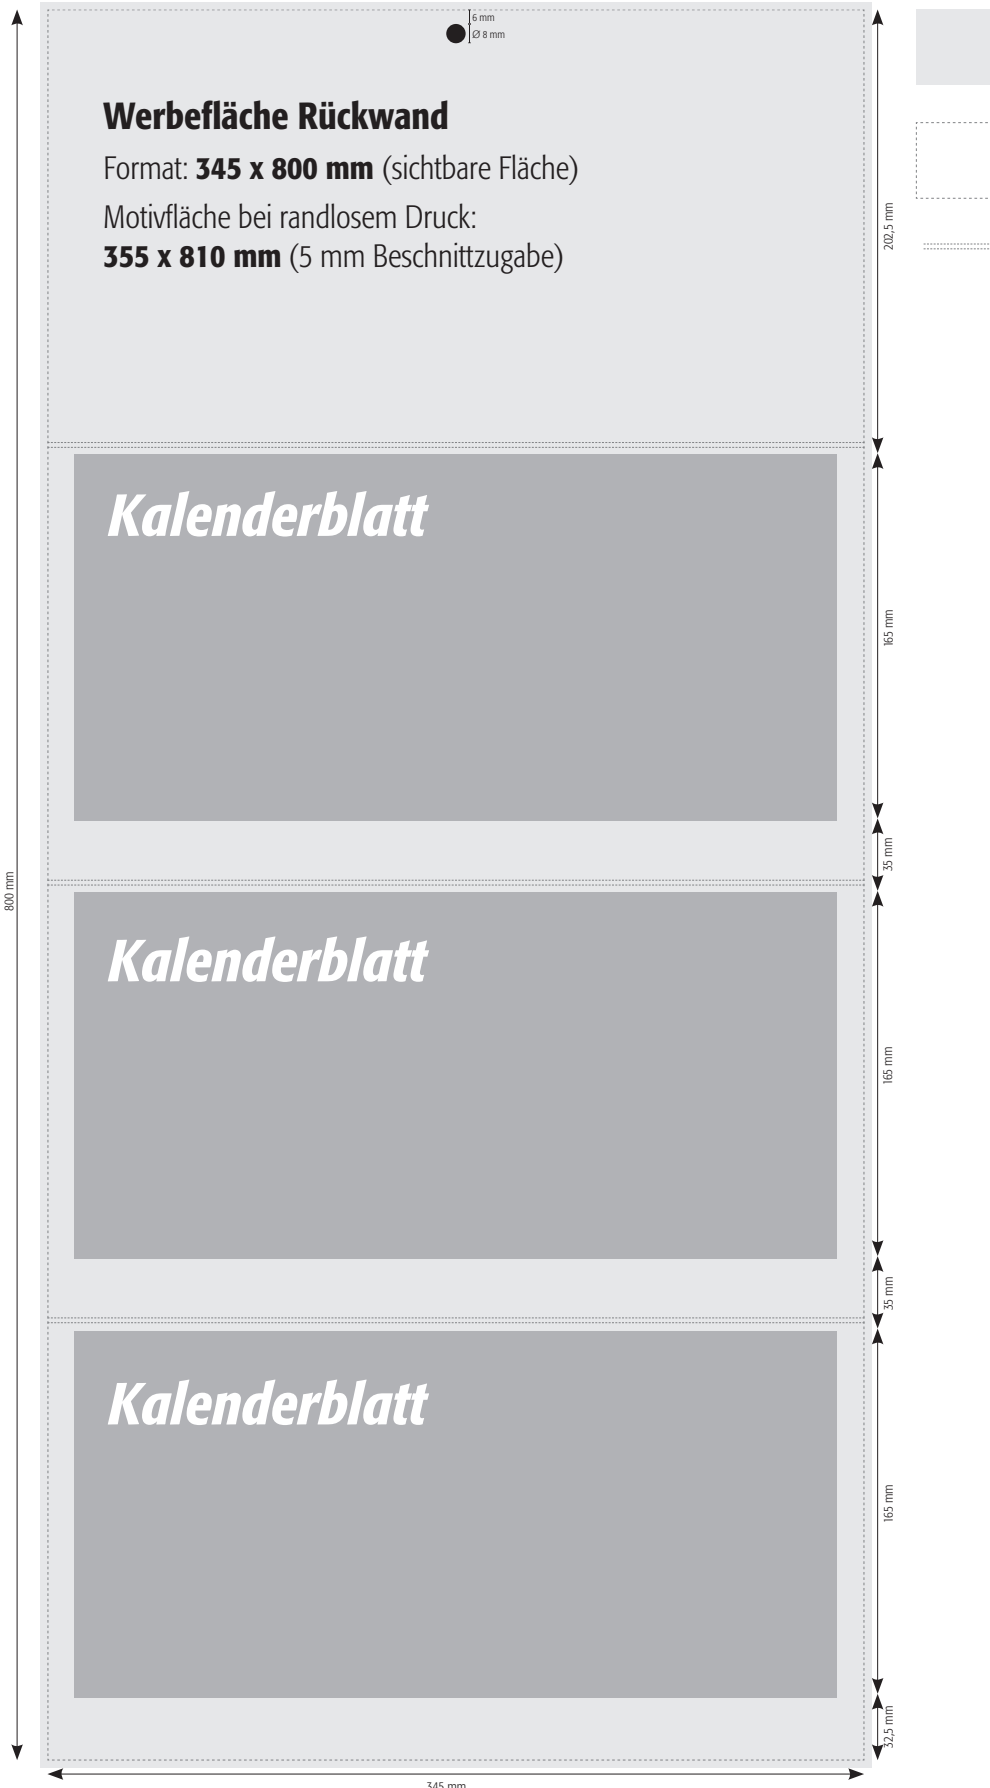 6 mm
Ø 8 mm
Werbefläche Rückwand
Format: 345 x 800 mm (sichtbare Fläche)
Motivfläche bei randlosem Druck:
355 x 810 mm (5 mm Beschnittzugabe)
202,5 mm
Kalenderblatt
165 mm
35 mm
800 mm
Kalenderblatt
165 mm
35 mm
Kalenderblatt
165 mm
32,5 mm
345 mm